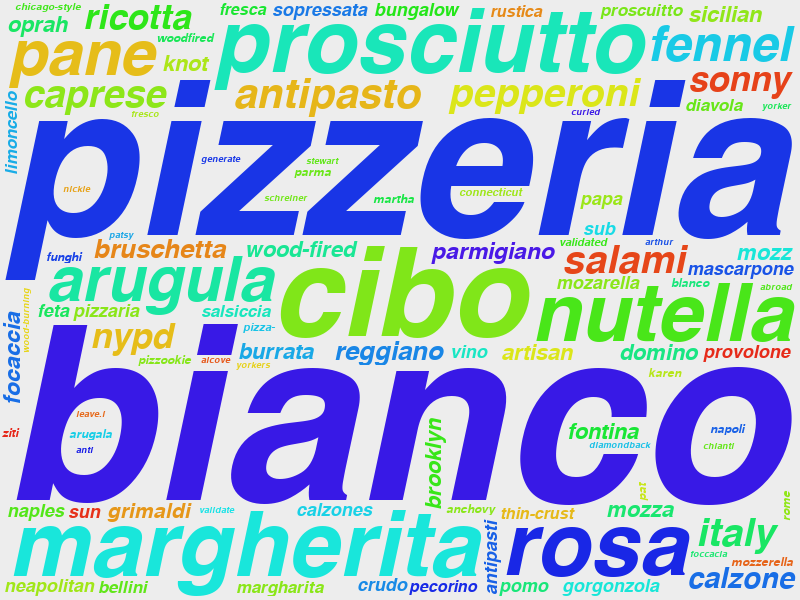 chicago-style
oprah
ricotta
fresca
sopressata
bungalow
rustica
proscuitto
sicilian
woodfired
pane
knot
prosciutto
fennel
limoncello
caprese
fresco
antipasto
pepperoni
curled
sonny
diavola
yorker
pizzeria
generate
stewart
parma
nickle
schreiner
martha
connecticut
papa
patsy
sub
validated
arthur
funghi
bruschetta
wood-fired
parmigiano
salami
mozz
mascarpone
arugula
cibo
mozarella
blanco
abroad
wood-burning
feta
pizzaria
salsiccia
nutella
focaccia
nypd
pizza-
pizzookie
alcove
yorkers
burrata
reggiano
vino
artisan
domino
provolone
bianco
karen
leave.i
arugala
anti
ziti
brooklyn
fontina
diamondback
napoli
chianti
pat
rome
naples
sun
grimaldi
validate
calzones
anchovy
thin-crust
mozza
margherita
antipasti
rosa
italy
foccacia
mozzerella
calzone
neapolitan
bellini
margharita
crudo
pecorino
pomo
gorgonzola